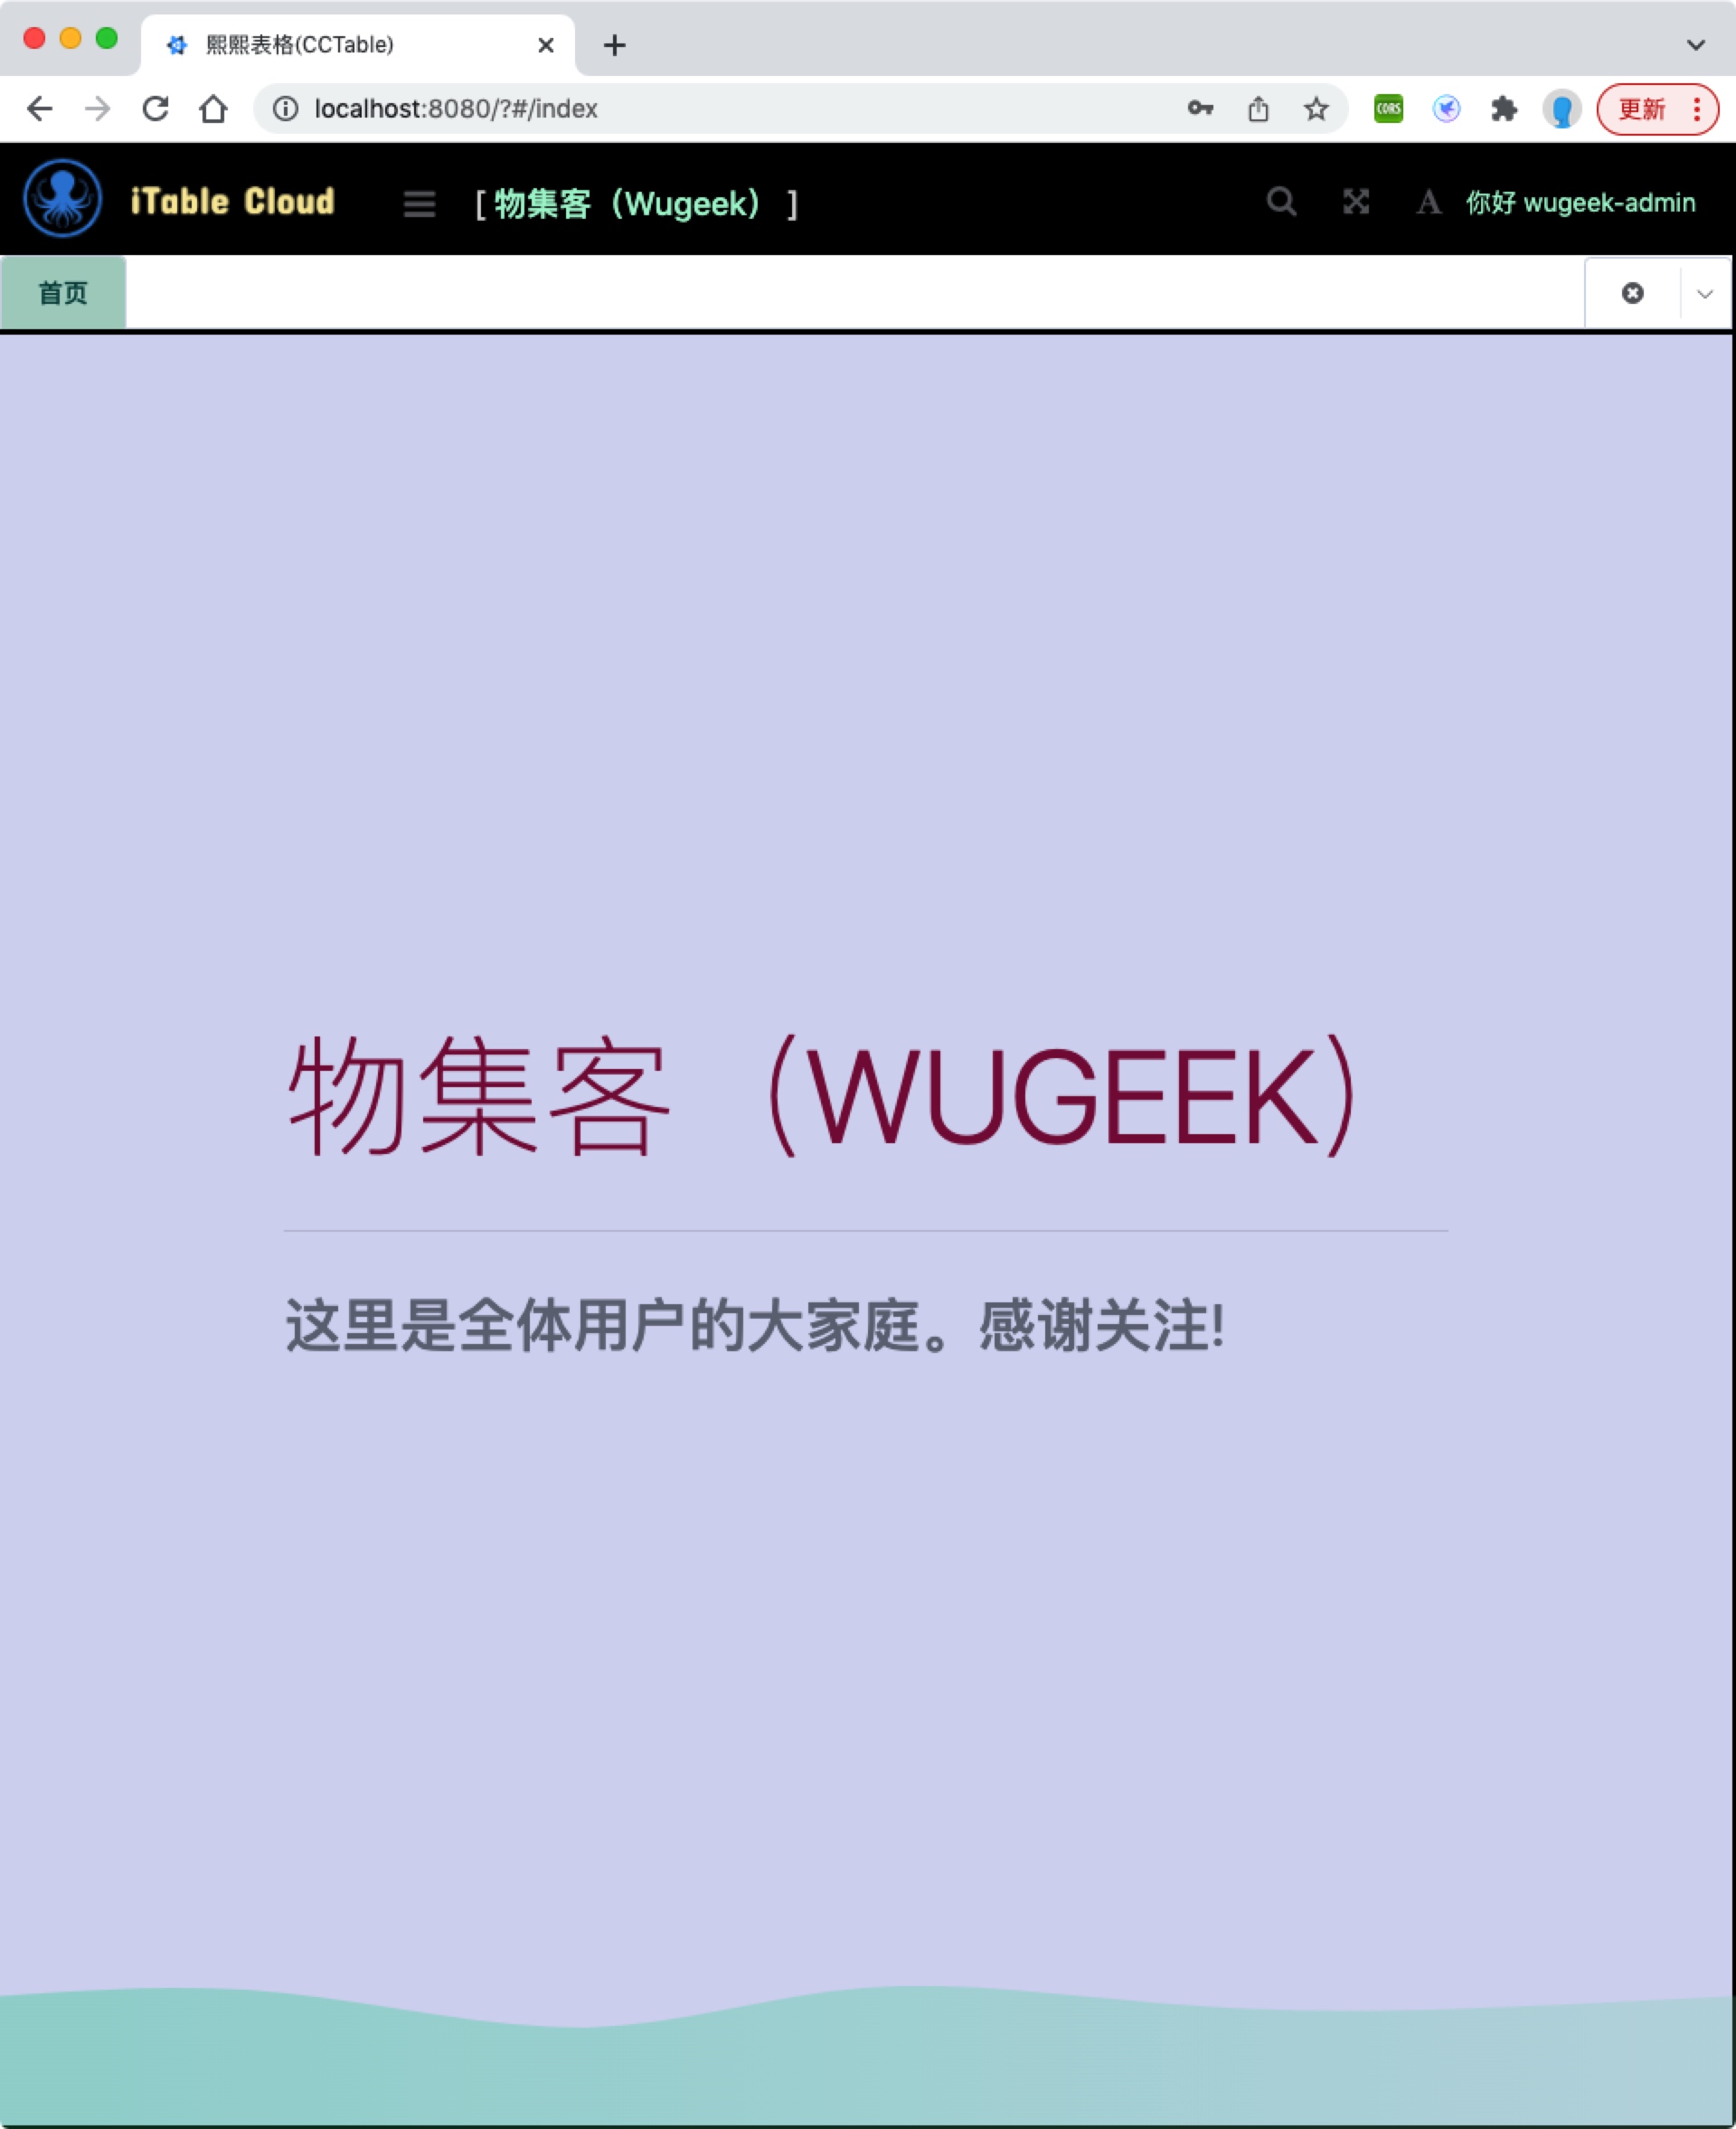 熙熙表格(CCTable)
localhost:8080/?#/index
CORS
更新
iTable Cloud
[ 物集客（Wugeek） ]
A
你好 wugeek-admin
首页
物集客（WUGEEK）
这里是全体用户的大家庭。感谢关注!